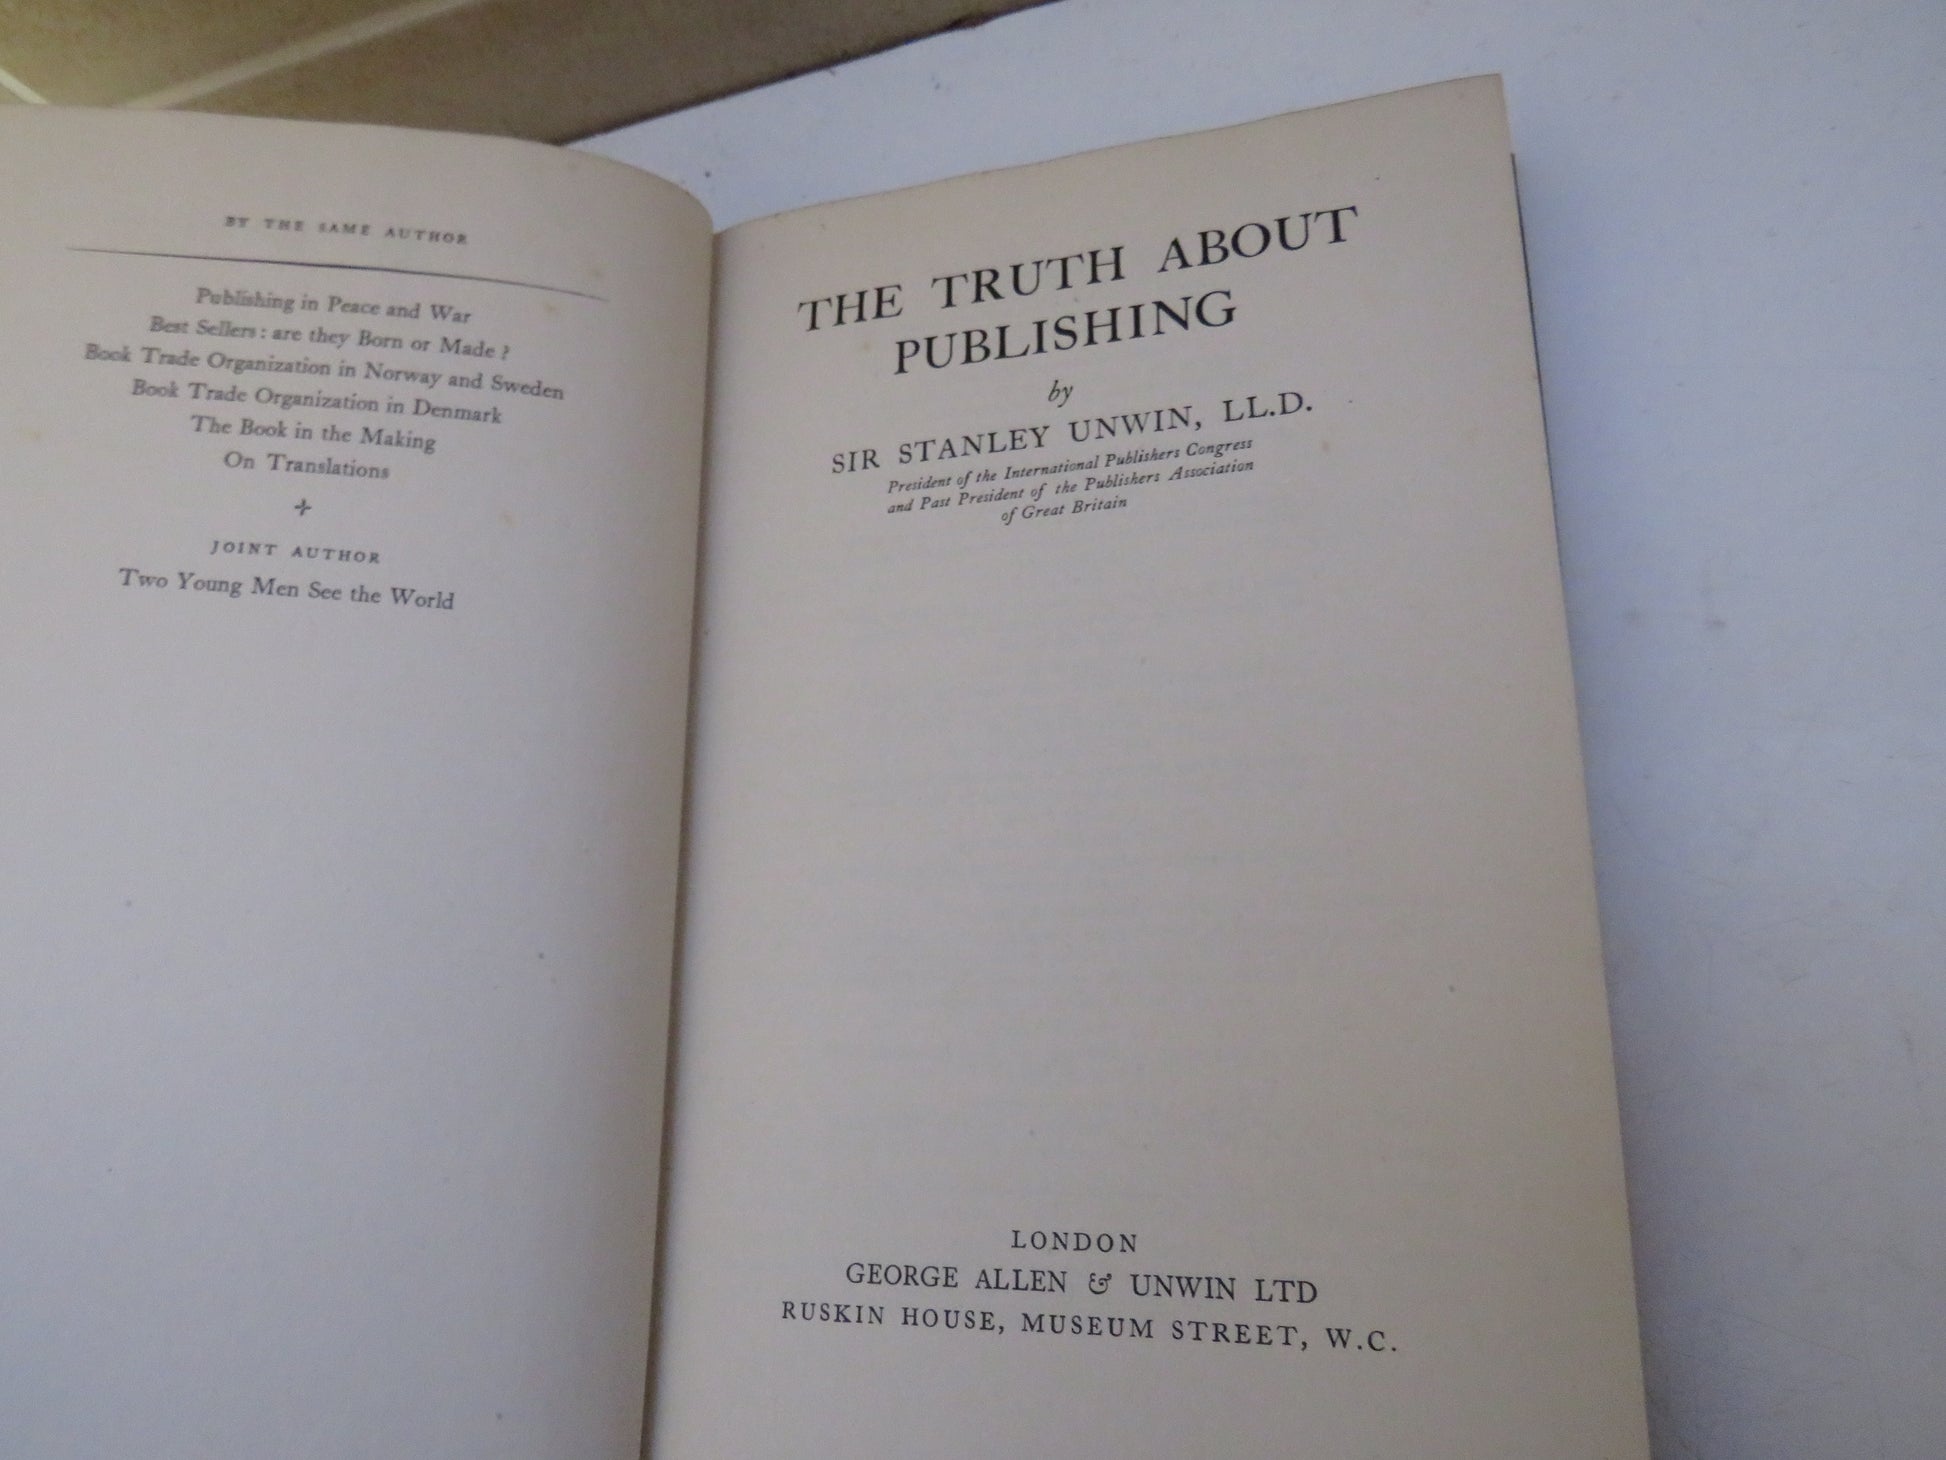 BY THE SAME AUTHOR
Publishing in Peace and War
Best Sellers: are they Born or Made?
Book Trade Organization in Norway and Sweden
Book Trade Organization in Denmark
The Book in the Making
On Translations
JOINT AUTHOR
Two Young Men See the World
THE TRUTH ABOUT
PUBLISHING
by
SIR STANLEY UNWIN, LL.D.
President of the International Publishers Congress
and Past President of the Publishers Association
of Great Britain
LONDON
GEORGE ALLEN & UNWIN LTD
RUSKIN HOUSE, MUSEUM STREET, W.C.